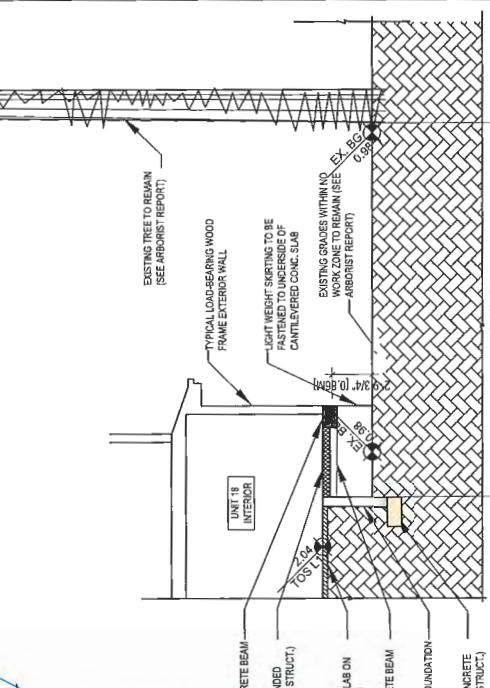 EXISTING TREE TO REMAIN
(SEE ARBORIST REPORT)
TYPICAL LOAD-BEARING WOOD
FRAME EXTERIOR WALL
LIGHT WEIGHT SKIRTING TO BE
FASTENED TO UNDERSIDE OF
CANTILEVERED CONC. SLAB
EX. BG
0.98
EXISTING GRADES WITHIN NO
WORK ZONE TO REMAIN (SEE
ARBORIST REPORT)
2'-9 3/4" [0.86M]
EX. BG
0.98
UNIT 18
INTERIOR
2.04
TOS L1
RETE BEAM
NDED
STRUCT.)
LAB ON
TE BEAM
OUNDATION
NCRETE
STRUCT.)